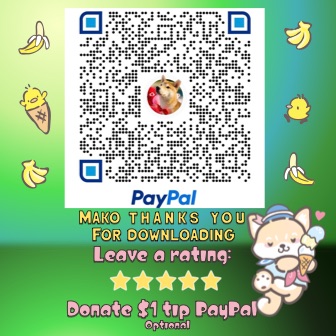 PayPal
MAKO THANKS YOU
FOR DOWNLOADING
Leave a rating:
Donate $1 tip PayPal
Optional